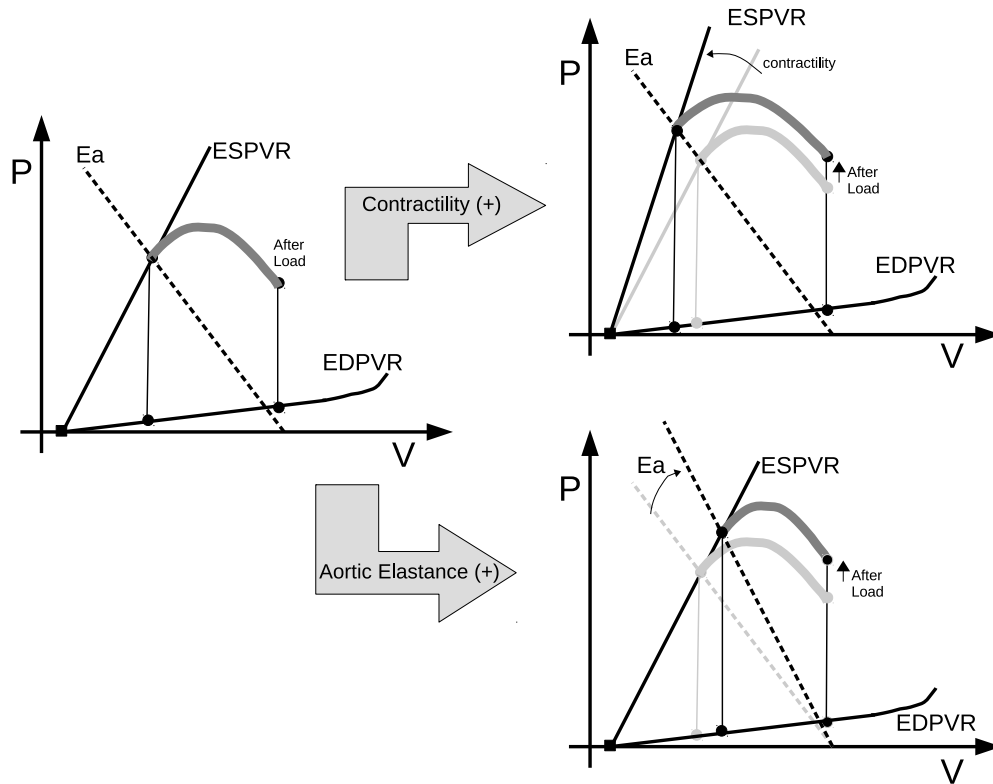 P
Ea
ESPVR
After
Load
EDPVR
V
Contractility (+)
ESPVR
Ea
P
contractility
After
Load
EDPVR
V
Aortic Elastance (+)
P
Ea
ESPVR
After
Load
EDPVR
V